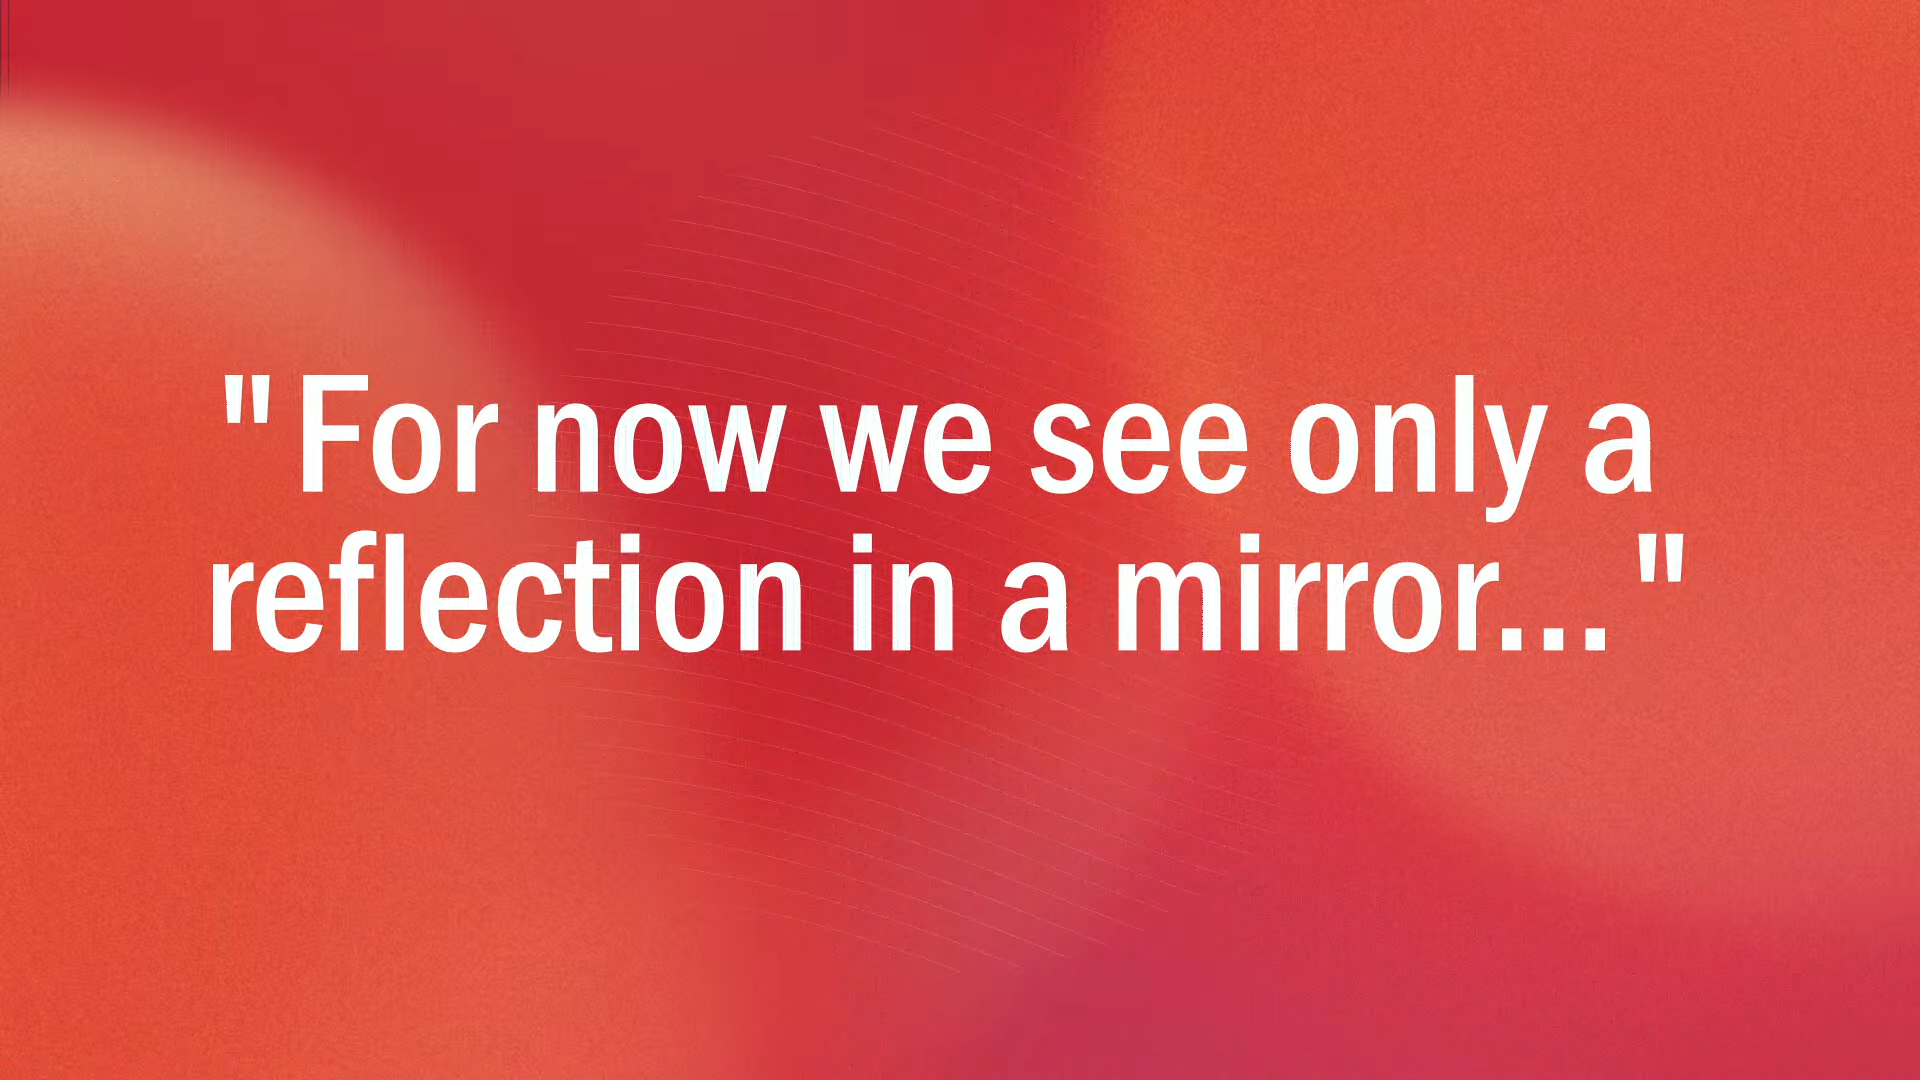 "For now we see only a
reflection in a mirror..."